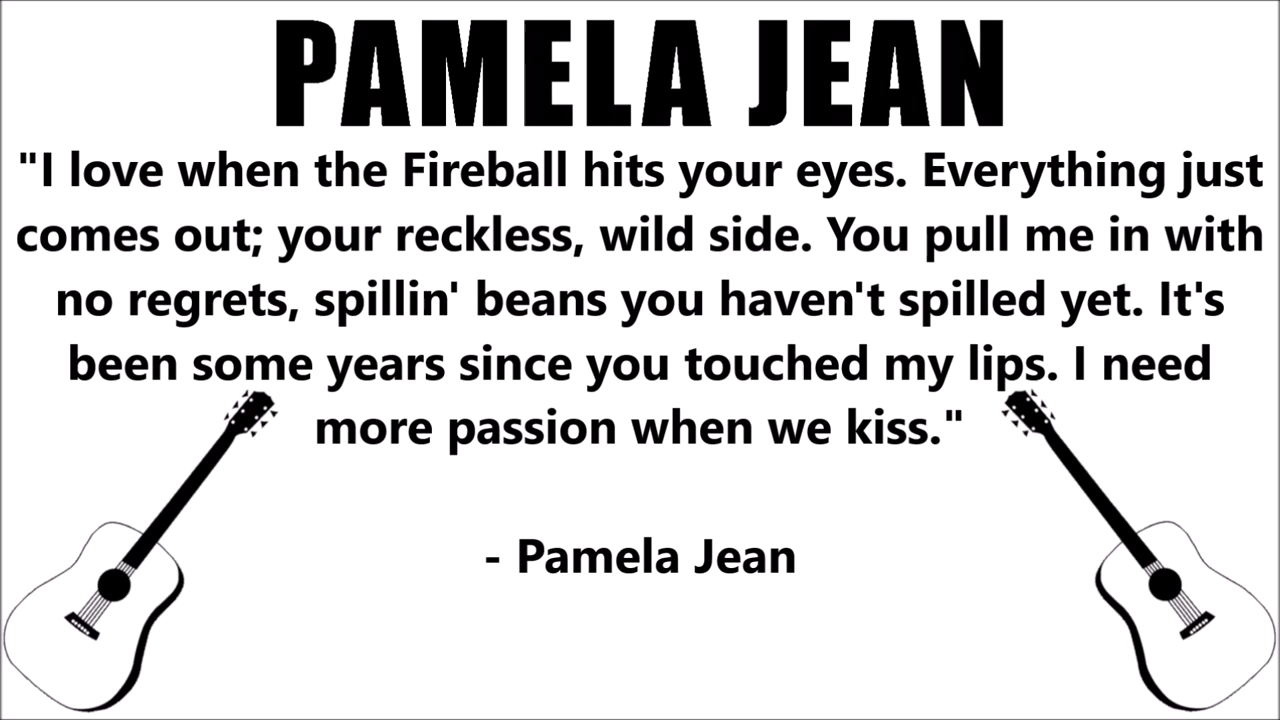 PAMELA JEAN
"I love when the Fireball hits your eyes. Everything just
comes out; your reckless, wild side. You pull me in with
no regrets, spillin' beans you haven't spilled yet. It's
been some years since you touched my lips. I need
more passion when we kiss."
- Pamela Jean